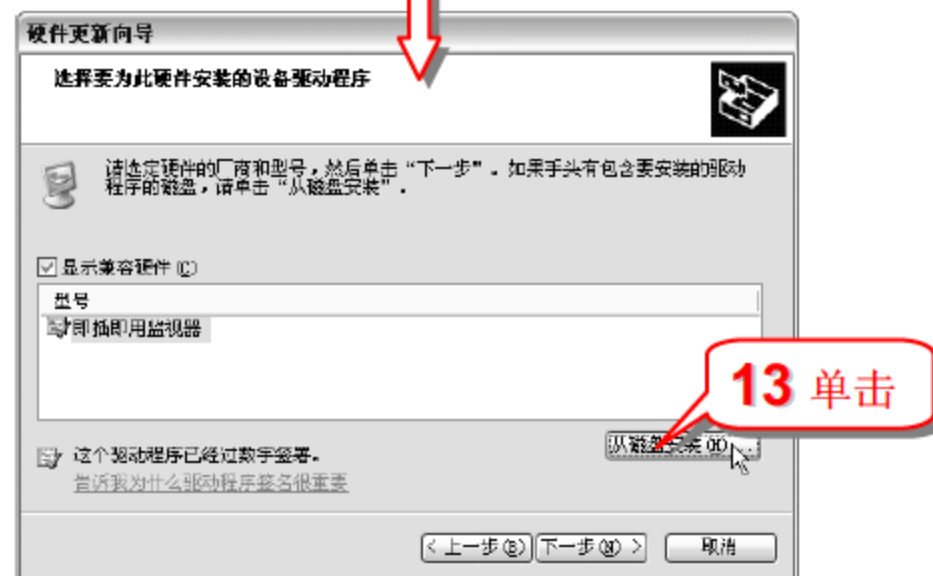 硬件更新向导
选择要为此硬件安装的设备驱动程序
请选定硬件的厂商和型号，然后单击“下一步”。如果手头有包含要安装的驱动
程序的磁盘，请单击“从磁盘安装”.
显示兼容硬件(C)
型号
即插即用监视器
13 单击
从磁盘安装(H)...
这个驱动程序已经过数字签署。
告诉我为什么驱动程序签名很重要
< 上一步(B)
下一步(N) >
取消